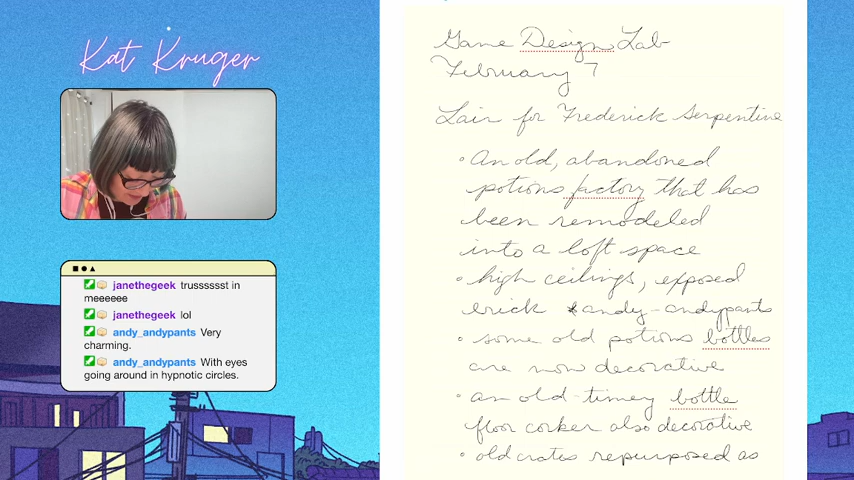 Kat Kruger
janethegeek trusssssst in
meeeeee
janethegeek lol
andy_andypants Very
charming.
andy_andypants With eyes
going around in hypnotic circles.
Game Design Lab
February 7
Lair for Frederick Serpentine
• An old, abandoned
potions factory that has
been remodeled
into a loft space
• high ceilings, exposed
brick *andy-andypants
• some old potions bottles
are now decorative
• an old-timey bottle
floor corker also decorative
• old crates repurposed as